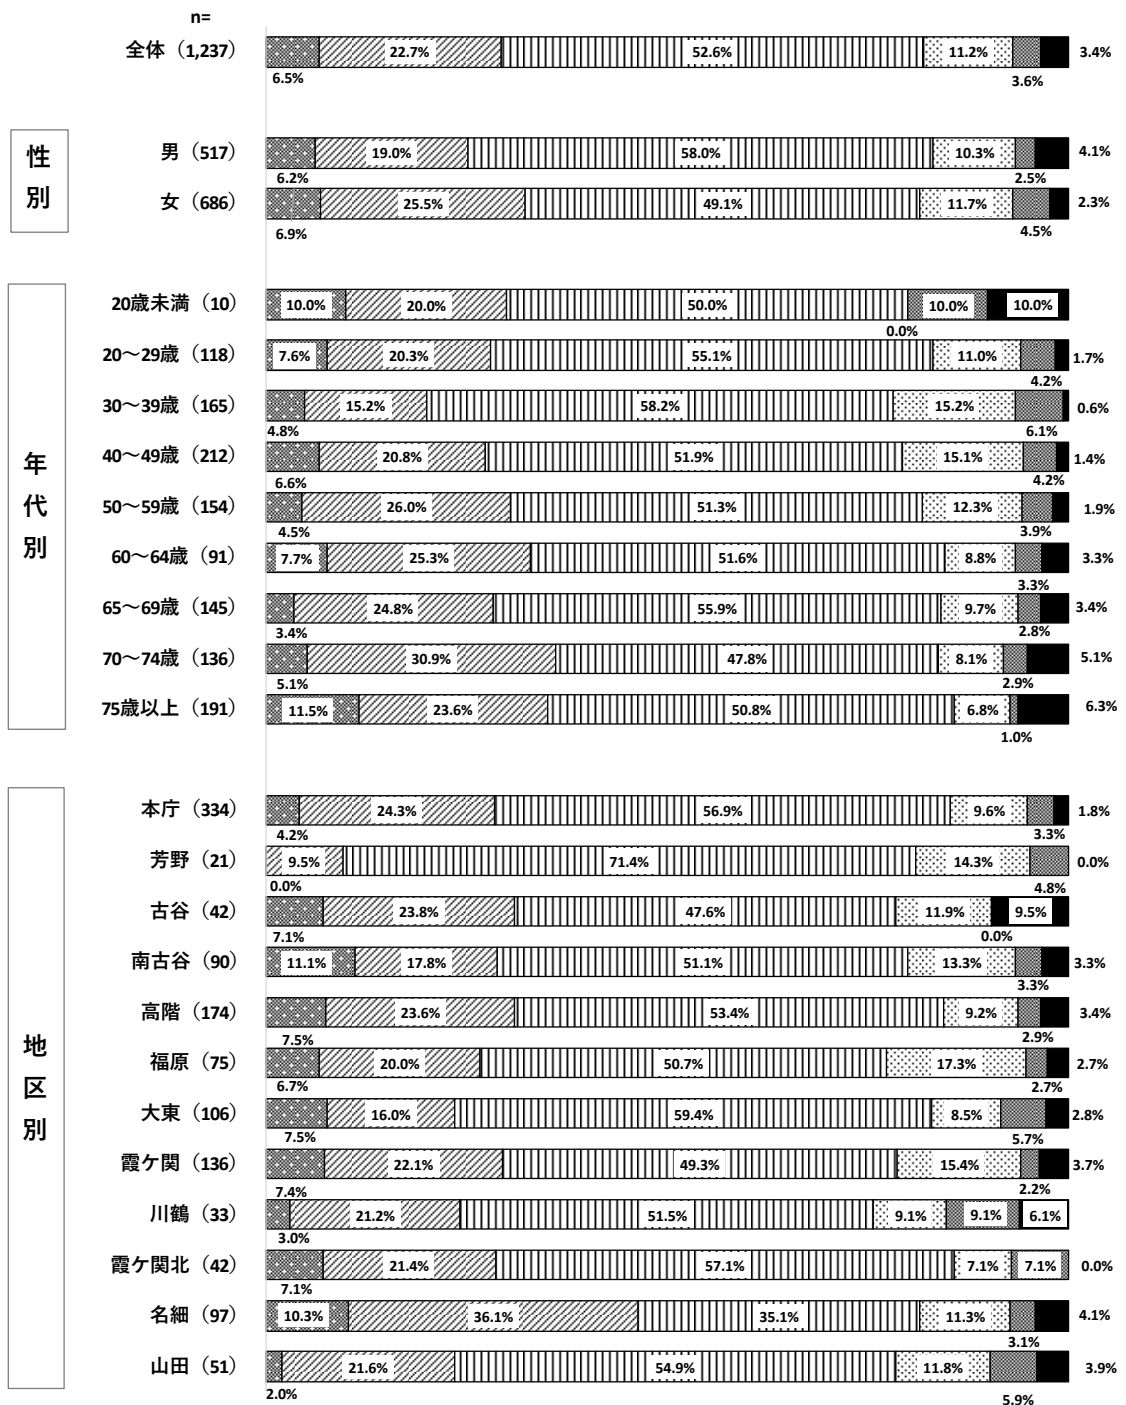 n=
全体（1,237） 22.7% 52.6% 11.2% 3.4%
6.5% 3.6%
性別
男（517） 19.0% 58.0% 10.3% 4.1%
6.2% 2.5%
女（686） 25.5% 49.1% 11.7% 2.3%
6.9% 4.5%
年代別
20歳未満（10） 10.0% 20.0% 50.0% 10.0% 10.0%
0.0%
20～29歳（118） 7.6% 20.3% 55.1% 11.0% 1.7%
4.2%
30～39歳（165） 15.2% 58.2% 15.2% 0.6%
4.8% 6.1%
40～49歳（212） 20.8% 51.9% 15.1% 1.4%
6.6% 4.2%
50～59歳（154） 26.0% 51.3% 12.3% 1.9%
4.5% 3.9%
60～64歳（91） 7.7% 25.3% 51.6% 8.8% 3.3%
3.3%
65～69歳（145） 24.8% 55.9% 9.7% 3.4%
3.4% 2.8%
70～74歳（136） 30.9% 47.8% 8.1% 5.1%
5.1% 2.9%
75歳以上（191） 11.5% 23.6% 50.8% 6.8% 6.3%
1.0%
地区別
本庁（334） 24.3% 56.9% 9.6% 1.8%
4.2% 3.3%
芳野（21） 9.5% 71.4% 14.3% 0.0%
0.0% 4.8%
古谷（42） 23.8% 47.6% 11.9% 9.5%
7.1% 0.0%
南古谷（90） 11.1% 17.8% 51.1% 13.3% 3.3%
3.3%
高階（174） 23.6% 53.4% 9.2% 3.4%
7.5% 2.9%
福原（75） 20.0% 50.7% 17.3% 2.7%
6.7% 2.7%
大東（106） 16.0% 59.4% 8.5% 2.8%
7.5% 5.7%
霞ケ関（136） 22.1% 49.3% 15.4% 3.7%
7.4% 2.2%
川鶴（33） 21.2% 51.5% 9.1% 9.1% 6.1%
3.0%
霞ケ関北（42） 21.4% 57.1% 7.1% 7.1% 0.0%
7.1%
名細（97） 10.3% 36.1% 35.1% 11.3% 4.1%
3.1%
山田（51） 21.6% 54.9% 11.8% 3.9%
2.0% 5.9%